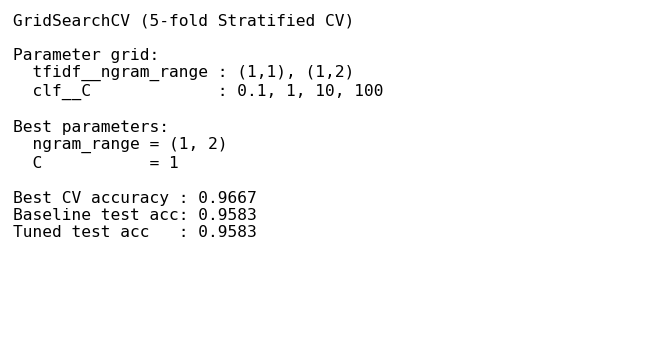 GridSearchCV (5-fold Stratified CV)
Parameter grid:
  tfidf__ngram_range : (1,1), (1,2)
  clf__C             : 0.1, 1, 10, 100
Best parameters:
  ngram_range = (1, 2)
  C           = 1
Best CV accuracy : 0.9667
Baseline test acc: 0.9583
Tuned test acc   : 0.9583